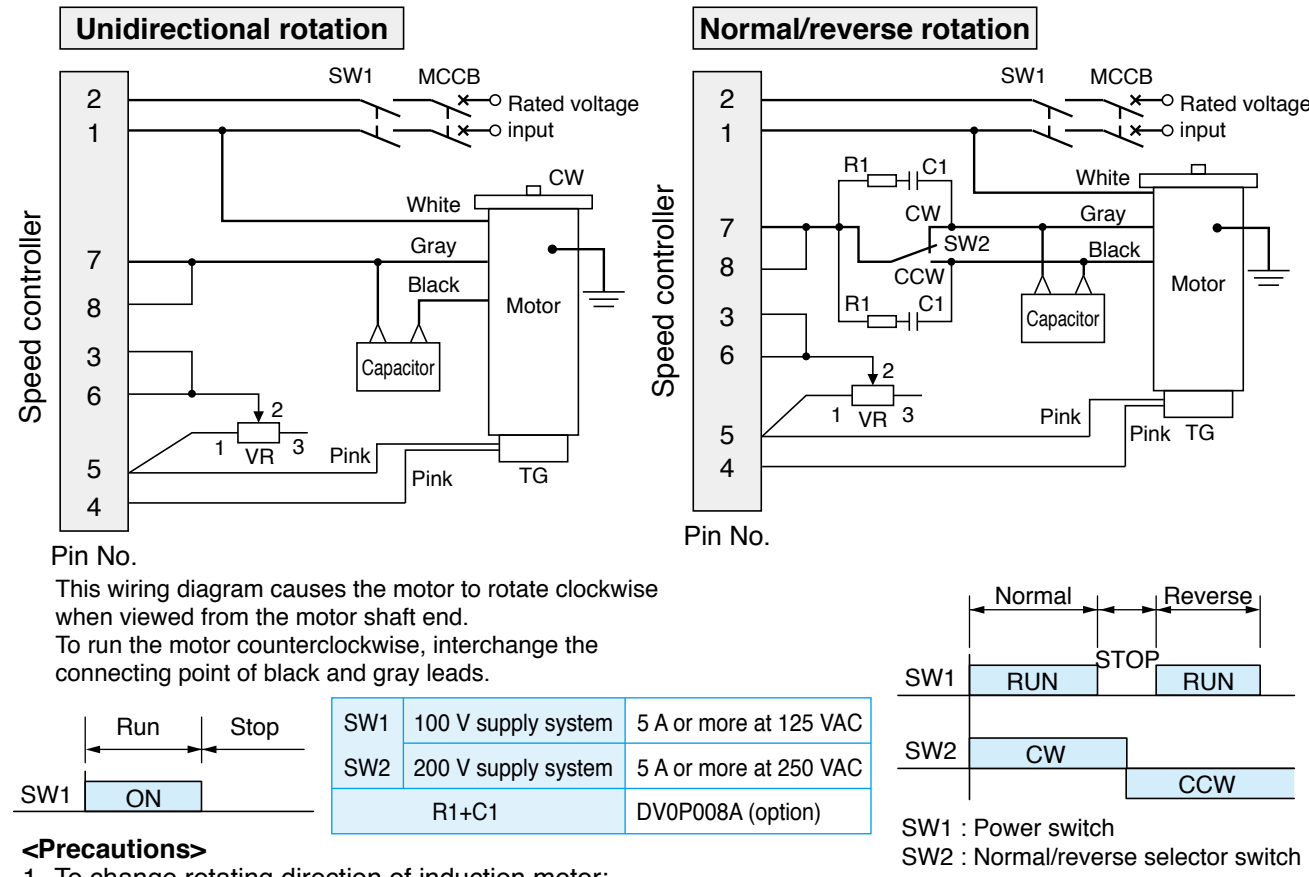 Unidirectional rotation
Speed controller
2
1
7
8
3
6
5
4
Pin No.
SW1
MCCB
Rated voltage
input
CW
White
Gray
Black
Motor
Capacitor
2
1
VR
3
Pink
Pink
TG
Normal/reverse rotation
Speed controller
2
1
7
8
3
6
5
4
Pin No.
SW1
MCCB
Rated voltage
input
R1
C1
White
CW
Gray
SW2
Black
CCW
Motor
R1
C1
Capacitor
2
1
VR
3
Pink
Pink
TG
This wiring diagram causes the motor to rotate clockwise
when viewed from the motor shaft end.
To run the motor counterclockwise, interchange the
connecting point of black and gray leads.
Run
Stop
SW1
ON
SW1 100 V supply system 5 A or more at 125 VAC
SW2 200 V supply system 5 A or more at 250 VAC
R1+C1 DV0P008A (option)
Normal
Reverse
STOP
SW1
RUN
RUN
SW2
CW
CCW
SW1 : Power switch
SW2 : Normal/reverse selector switch
<Precautions>
1. To change rotating direction of induction motor: